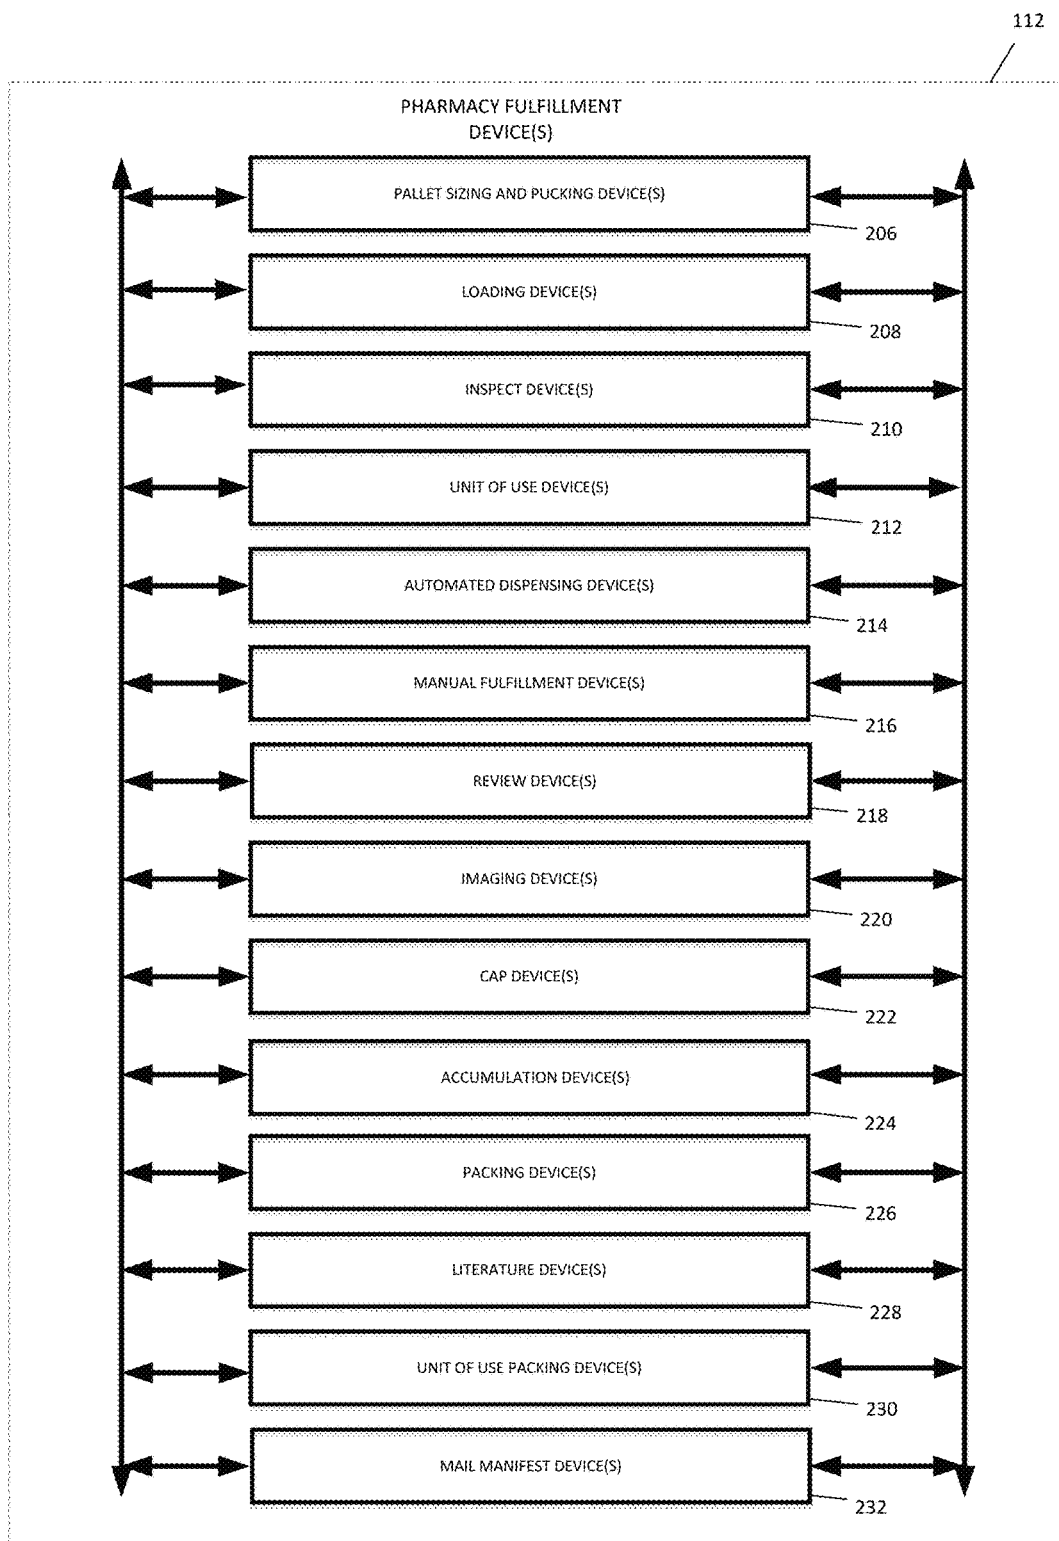 112
PHARMACY FULFILLMENT
DEVICE(S)
PALLET SIZING AND PUCKING DEVICE(S)
206
LOADING DEVICE(S)
208
INSPECT DEVICE(S)
210
UNIT OF USE DEVICE(S)
212
AUTOMATED DISPENSING DEVICE(S)
214
MANUAL FULFILLMENT DEVICE(S)
216
REVIEW DEVICE(S)
218
IMAGING DEVICE(S)
220
CAP DEVICE(S)
222
ACCUMULATION DEVICE(S)
224
PACKING DEVICE(S)
226
LITERATURE DEVICE(S)
228
UNIT OF USE PACKING DEVICE(S)
230
MAIL MANIFEST DEVICE(S)
232